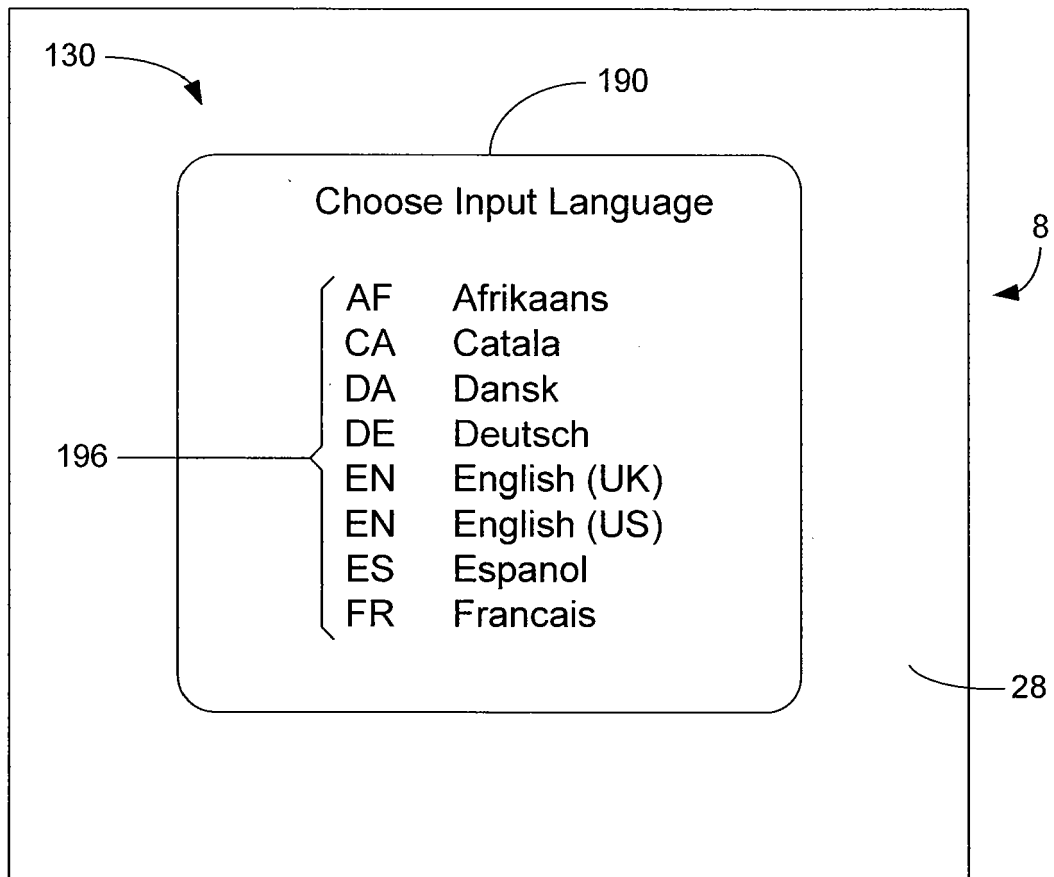 130
190
Choose Input Language
8
AF Afrikaans
CA Catala
DA Dansk
DE Deutsch
196
EN English (UK)
EN English (US)
ES Espanol
FR Francais
28